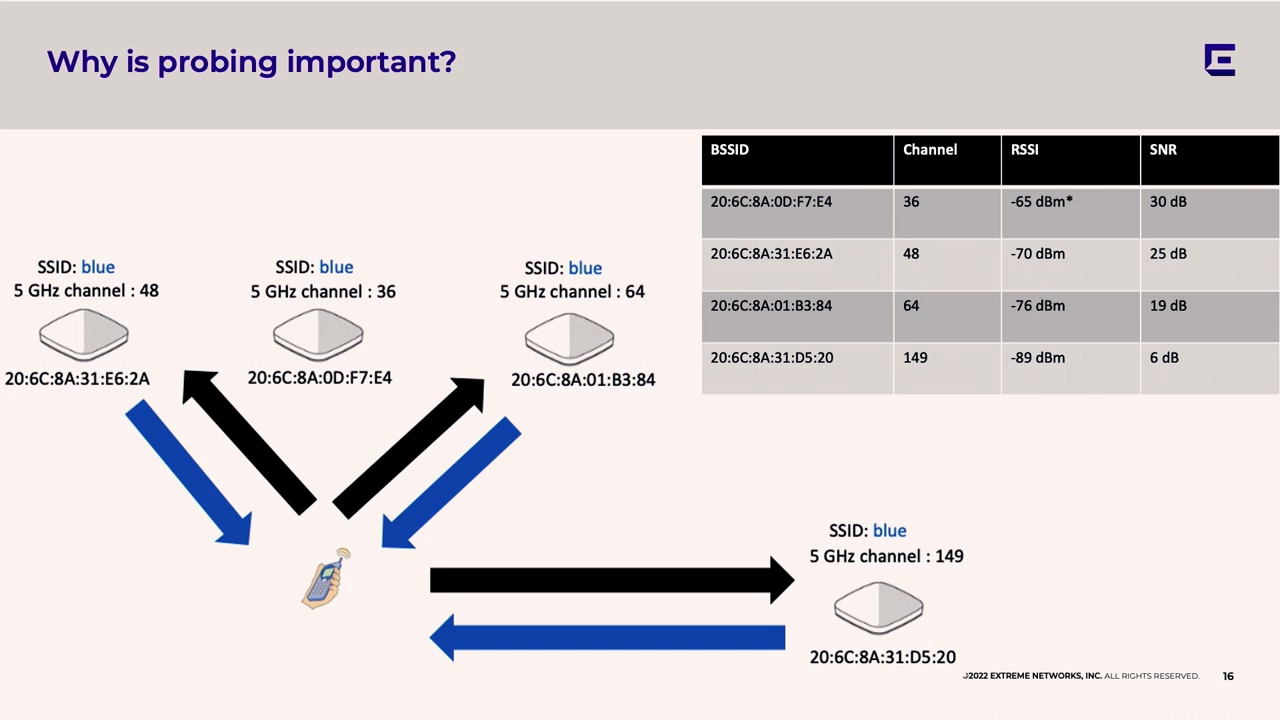 Why is probing important?
BSSID Channel RSSI SNR
20:6C:8A:0D:F7:E4 36 -65 dBm* 30 dB
20:6C:8A:31:E6:2A 48 -70 dBm 25 dB
20:6C:8A:01:B3:84 64 -76 dBm 19 dB
20:6C:8A:31:D5:20 149 -89 dBm 6 dB
SSID: blue
5 GHz channel : 48
20:6C:8A:31:E6:2A
SSID: blue
5 GHz channel : 36
20:6C:8A:0D:F7:E4
SSID: blue
5 GHz channel : 64
20:6C:8A:01:B3:84
SSID: blue
5 GHz channel : 149
20:6C:8A:31:D5:20
©2022 EXTREME NETWORKS, INC. ALL RIGHTS RESERVED. 16